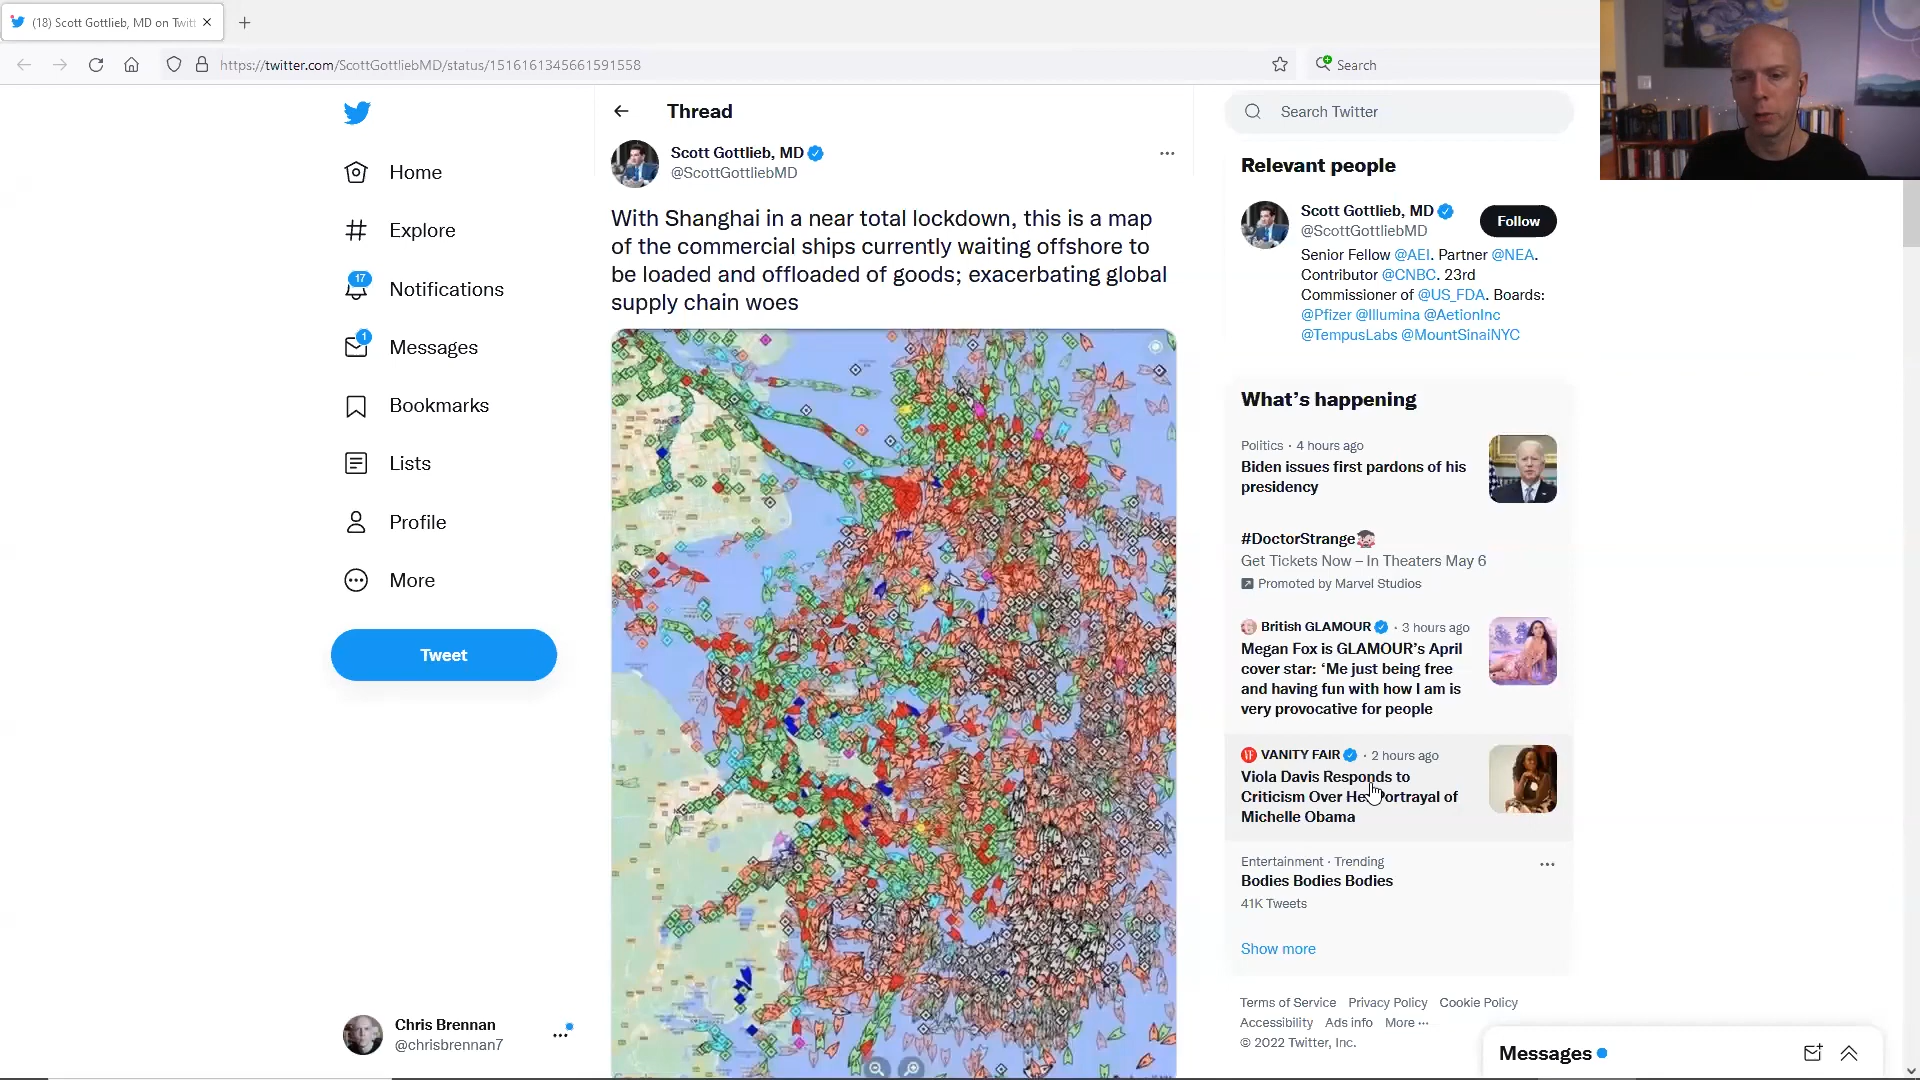 (18) Scott Gottlieb, MD on Twit
https://twitter.com/ScottGottliebMD/status/1516161345661591558
Search
Home
Explore
17
Notifications
1
Messages
Bookmarks
Lists
Profile
More
Tweet
Chris Brennan
@chrisbrennan7
Thread
Scott Gottlieb, MD
@ScottGottliebMD
With Shanghai in a near total lockdown, this is a map
of the commercial ships currently waiting offshore to
be loaded and offloaded of goods; exacerbating global
supply chain woes
Search Twitter
Relevant people
Scott Gottlieb, MD
@ScottGottliebMD
Follow
Senior Fellow @AEI. Partner @NEA.
Contributor @CNBC. 23rd
Commissioner of @US_FDA. Boards:
@Pfizer @Illumina @AetionInc
@TempusLabs @MountSinaiNYC
What's happening
Politics · 4 hours ago
Biden issues first pardons of his
presidency
#DoctorStrange
Get Tickets Now – In Theaters May 6
Promoted by Marvel Studios
British GLAMOUR · 3 hours ago
Megan Fox is GLAMOUR's April
cover star: 'Me just being free
and having fun with how I am is
very provocative for people
VF VANITY FAIR · 2 hours ago
Viola Davis Responds to
Criticism Over Her Portrayal of
Michelle Obama
Entertainment · Trending
Bodies Bodies Bodies
41K Tweets
Show more
Terms of Service Privacy Policy Cookie Policy
Accessibility Ads info More ···
© 2022 Twitter, Inc.
Messages